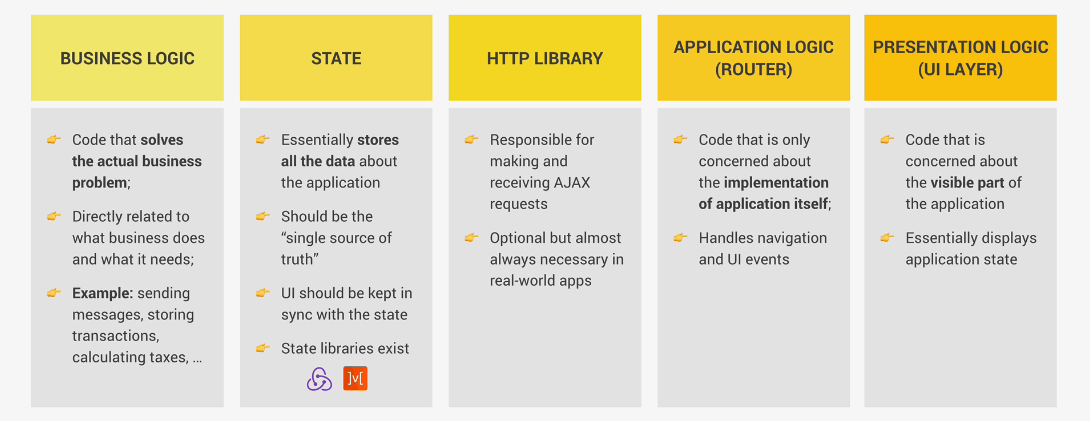 BUSINESS LOGIC
Code that solves
the actual business
problem;
Directly related to
what business does
and what it needs;
Example: sending
messages, storing
transactions,
calculating taxes, …
STATE
Essentially stores
all the data about
the application
Should be the
“single source of
truth”
UI should be kept in
sync with the state
State libraries exist
]v[
HTTP LIBRARY
Responsible for
making and
receiving AJAX
requests
Optional but almost
always necessary in
real-world apps
APPLICATION LOGIC
(ROUTER)
Code that is only
concerned about
the implementation
of application itself;
Handles navigation
and UI events
PRESENTATION LOGIC
(UI LAYER)
Code that is
concerned about
the visible part of
the application
Essentially displays
application state